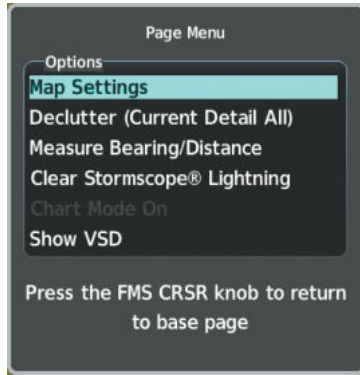 Page Menu
Options
Map Settings
Declutter (Current Detail All)
Measure Bearing/Distance
Clear Stormscope® Lightning
Chart Mode On
Show VSD
Press the FMS CRSR knob to return
to base page